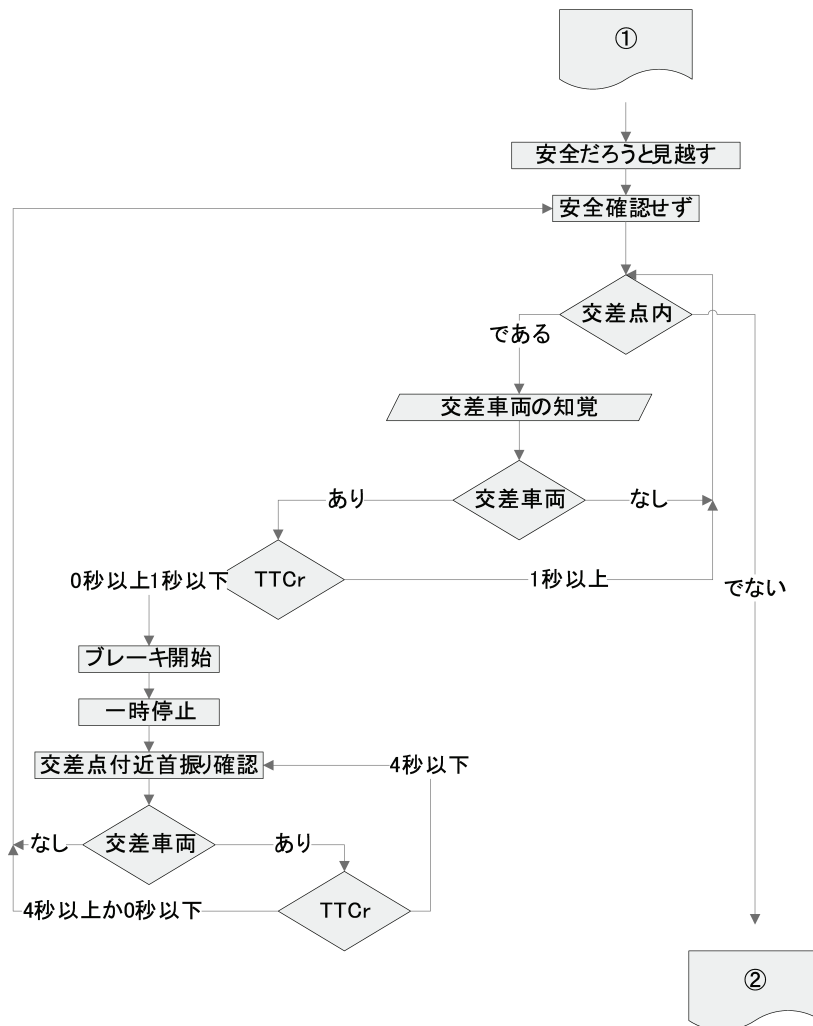 ①
安全だろうと見越す
安全確認せず
交差点内
である
交差車両の知覚
交差車両
あり
なし
0秒以上1秒以下
TTCr
1秒以上
でない
ブレーキ開始
一時停止
交差点付近首振り確認
4秒以下
交差車両
なし
あり
4秒以上か0秒以下
TTCr
②